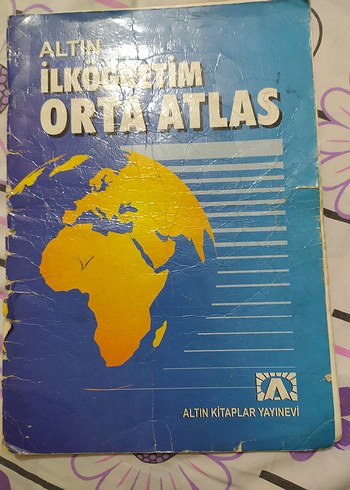 ALTIN
İLKÖĞRETİM
ORTA ATLAS
ALTIN KİTAPLAR YAYINEVİ